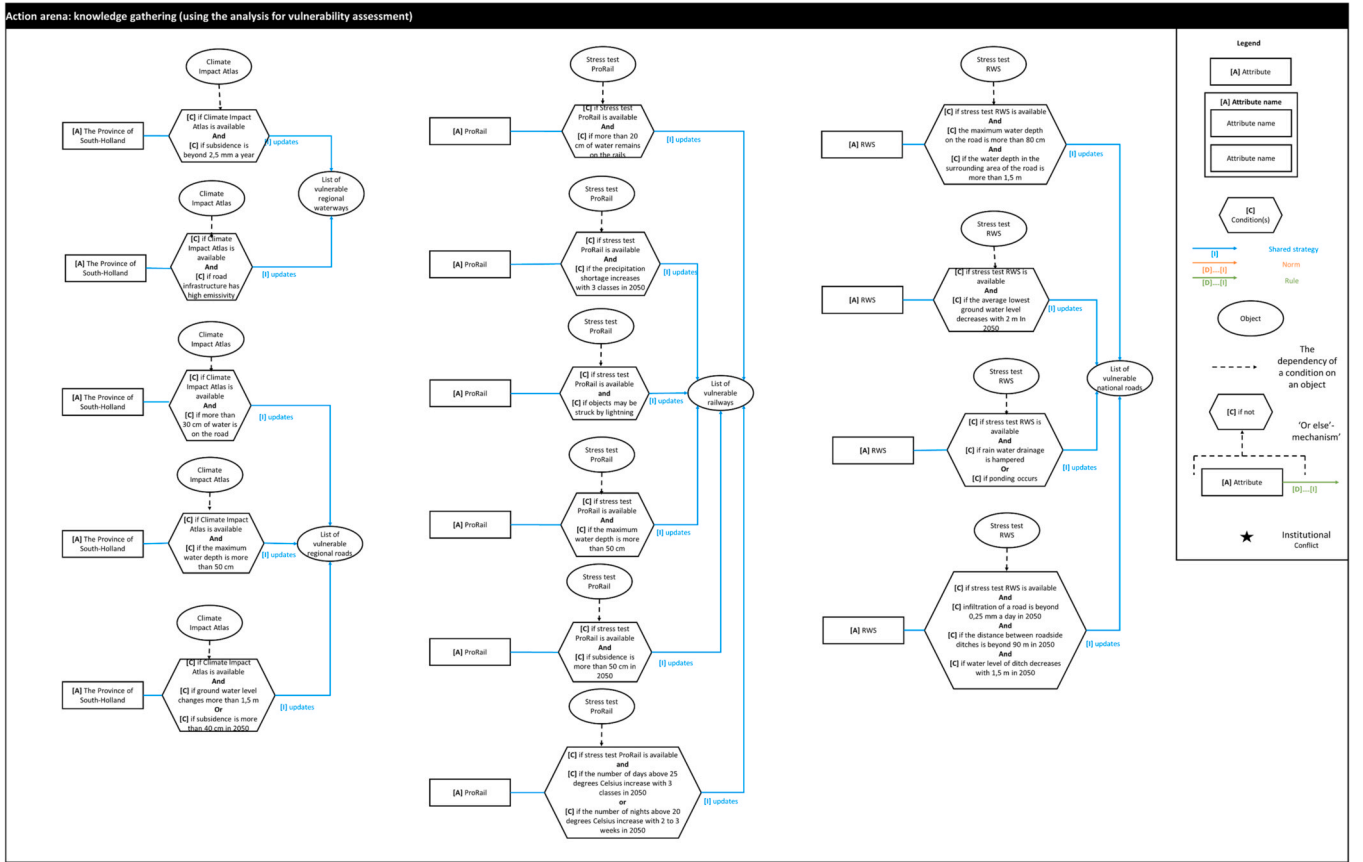 Action arena: knowledge gathering (using the analysis for vulnerability assessment)
Climate
Impact Atlas
[A] The Province of
South-Holland
[C] if Climate Impact
Atlas is available
And
[C] if subsidence is
beyond 2,5 mm a year
[I] updates
List of
vulnerable
regional
waterways
Climate
Impact Atlas
[A] The Province of
South-Holland
[C] if Climate
Impact Atlas is
available
And
[C] if road
infrastructure has
high emissivity
[I] updates
Climate
Impact Atlas
[A] The Province of
South-Holland
[C] if Climate
Impact Atlas is
available
And
[C] if more than
30 cm of water is
on the road
[I] updates
Climate
Impact Atlas
[A] The Province of
South-Holland
[C] if Climate Impact
Atlas is available
And
[C] if the maximum
water depth is more
than 50 cm
[I] updates
List of
vulnerable
regional roads
Climate
Impact Atlas
[A] The Province of
South-Holland
[C] if Climate Impact
Atlas is available
And
[C] if ground water level
changes more than 1,5 m
Or
[C] if subsidence is more
than 40 cm in 2050
[I] updates
Stress test
ProRail
[A] ProRail
[C] if Stress test
ProRail is available
And
[C] if more than 20
cm of water remains
on the rails
[I] updates
Stress test
ProRail
[A] ProRail
[C] if stress test
ProRail is available
And
[C] if the precipitation
shortage increases
with 3 classes in 2050
[I] updates
Stress test
ProRail
[A] ProRail
[C] if stress test
ProRail is available
and
[C] if objects may be
struck by lightning
[I] updates
List of
vulnerable
railways
Stress test
ProRail
[A] ProRail
[C] if stress test
ProRail is available
And
[C] if the maximum
water depth is more
than 50 cm
[I] updates
Stress test
ProRail
[A] ProRail
[C] if stress test
ProRail is available
And
[C] if subsidence is
more than 50 cm in
2050
[I] updates
Stress test
ProRail
[A] ProRail
[C] if stress test ProRail is available
and
[C] if the number of days above 25
degrees Celsius increase with 3
classes in 2050
or
[C] if the number of nights above 20
degrees Celsius increase with 2 to 3
weeks in 2050
[I] updates
Stress test
RWS
[A] RWS
[C] if stress test RWS is available
And
[C] the maximum water depth
on the road is more than 80 cm
And
[C] if the water depth in the
surrounding area of the road is
more than 1,5 m
[I] updates
Stress test
RWS
[A] RWS
[C] if stress test RWS is
available
And
[C] if the average lowest
ground water level
decreases with 2 m In
2050
[I] updates
List of
vulnerable
national roads
Stress test
RWS
[A] RWS
[C] if stress test RWS is
available
And
[C] if rain water drainage
is hampered
Or
[C] if ponding occurs
[I] updates
Stress test
RWS
[A] RWS
[C] if stress test RWS is available
And
[C] infiltration of a road is beyond
0,25 mm a day in 2050
And
[C] if the distance between roadside
ditches is beyond 90 m in 2050
And
[C] if water level of ditch decreases
with 1,5 m in 2050
[I] updates
Legend
[A] Attribute
[A] Attribute name
Attribute name
Attribute name
[C]
Condition(s)
[I] Shared strategy
[D]....[I] Norm
[D]....[I] Rule
Object
The
dependency of
a condition on
an object
[C] if not
'Or else'-
mechanism'
[A] Attribute
[D]....[I]
Institutional
Conflict